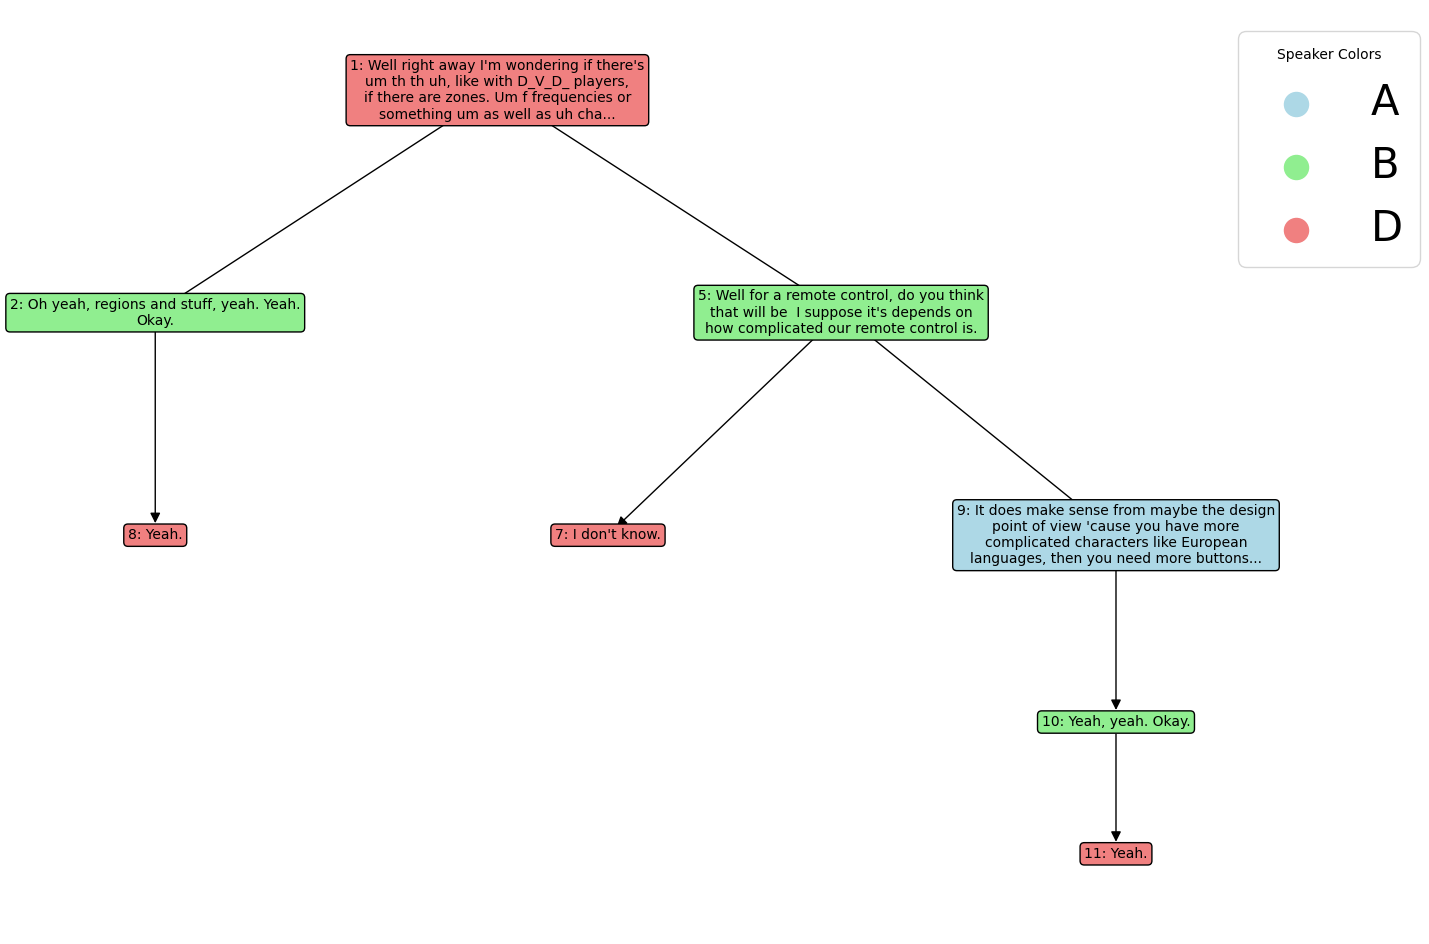 1: Well right away I'm wondering if there's
um th th uh, like with D_V_D_ players,
if there are zones. Um f frequencies or
something um as well as uh cha...
Speaker Colors
A
B
D
2: Oh yeah, regions and stuff, yeah. Yeah.
Okay.
5: Well for a remote control, do you think
that will be  I suppose it's depends on
how complicated our remote control is.
8: Yeah.
7: I don't know.
9: It does make sense from maybe the design
point of view 'cause you have more
complicated characters like European
languages, then you need more buttons...
10: Yeah, yeah. Okay.
11: Yeah.